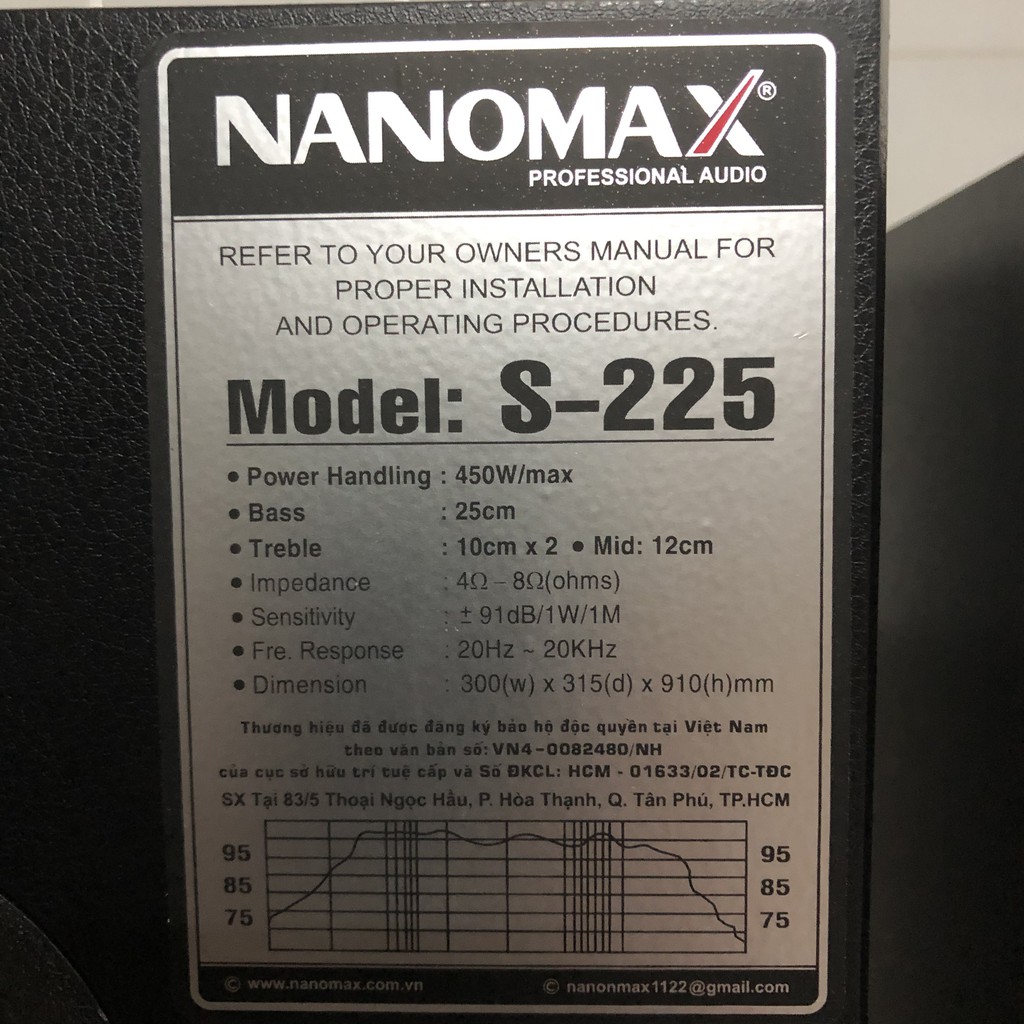 NANOMAX®
PROFESSIONAL AUDIO
REFER TO YOUR OWNERS MANUAL FOR
PROPER INSTALLATION
AND OPERATING PROCEDURES.
Model: S-225
• Power Handling : 450W/max
• Bass : 25cm
• Treble : 10cm x 2 • Mid: 12cm
• Impedance : 4Ω – 8Ω(ohms)
• Sensitivity : ± 91dB/1W/1M
• Fre. Response : 20Hz ~ 20KHz
• Dimension : 300(w) x 315(d) x 910(h)mm
Thương hiệu đã được đăng ký bảo hộ độc quyền tại Việt Nam
theo văn bản số: VN4-0082480/NH
của cục sở hữu trí tuệ cấp và Số ĐKCL: HCM - 01633/02/TC-TĐC
SX Tại 83/5 Thoại Ngọc Hầu, P. Hòa Thạnh, Q. Tân Phú, TP.HCM
95 95
85 85
75 75
© www.nanomax.com.vn © nanonmax1122@gmail.com